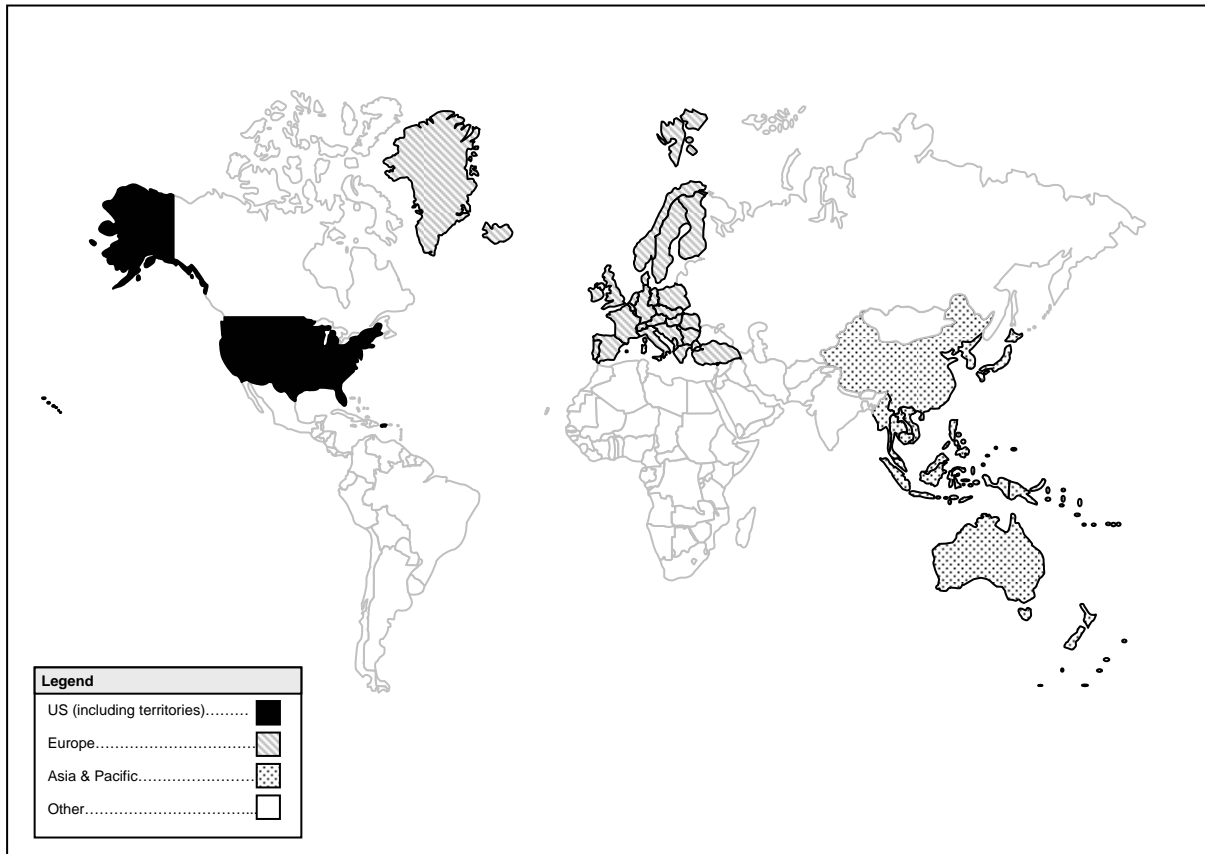 Legend
US (including territories)………
Europe……………………………
Asia & Pacific……………………
Other……………………………...